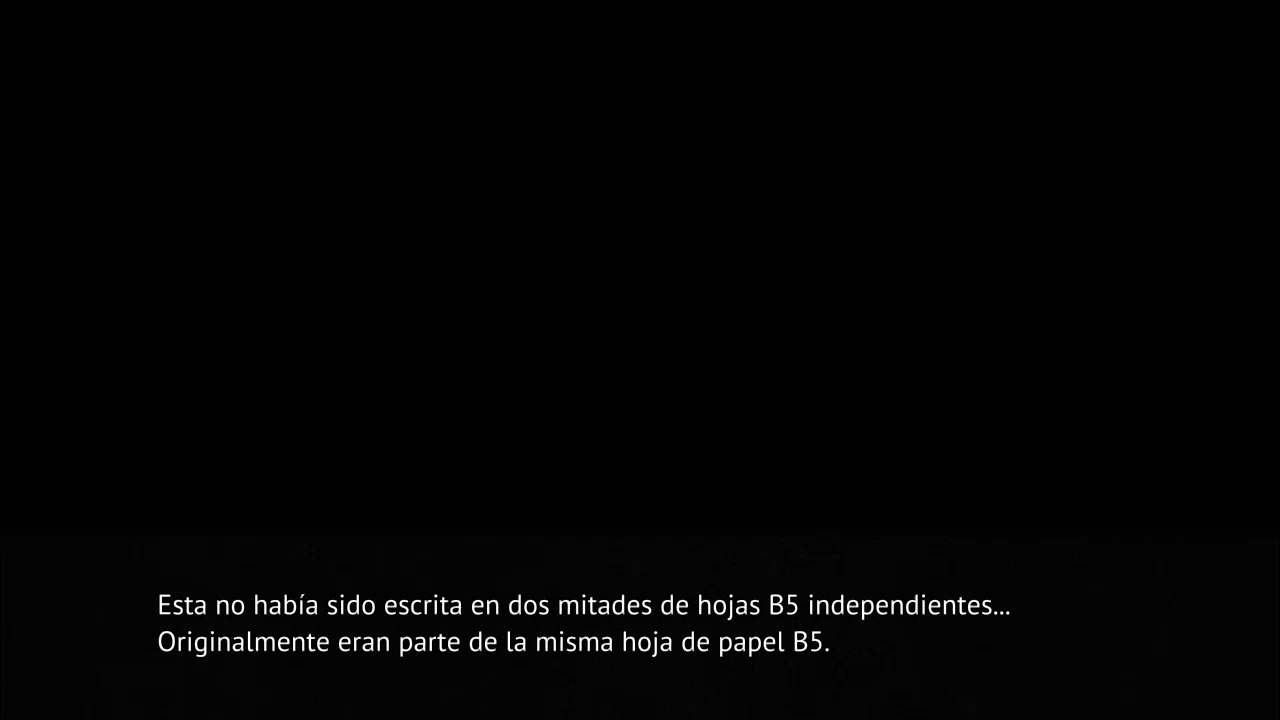 Esta no había sido escrita en dos mitades de hojas B5 independientes...
Originalmente eran parte de la misma hoja de papel B5.